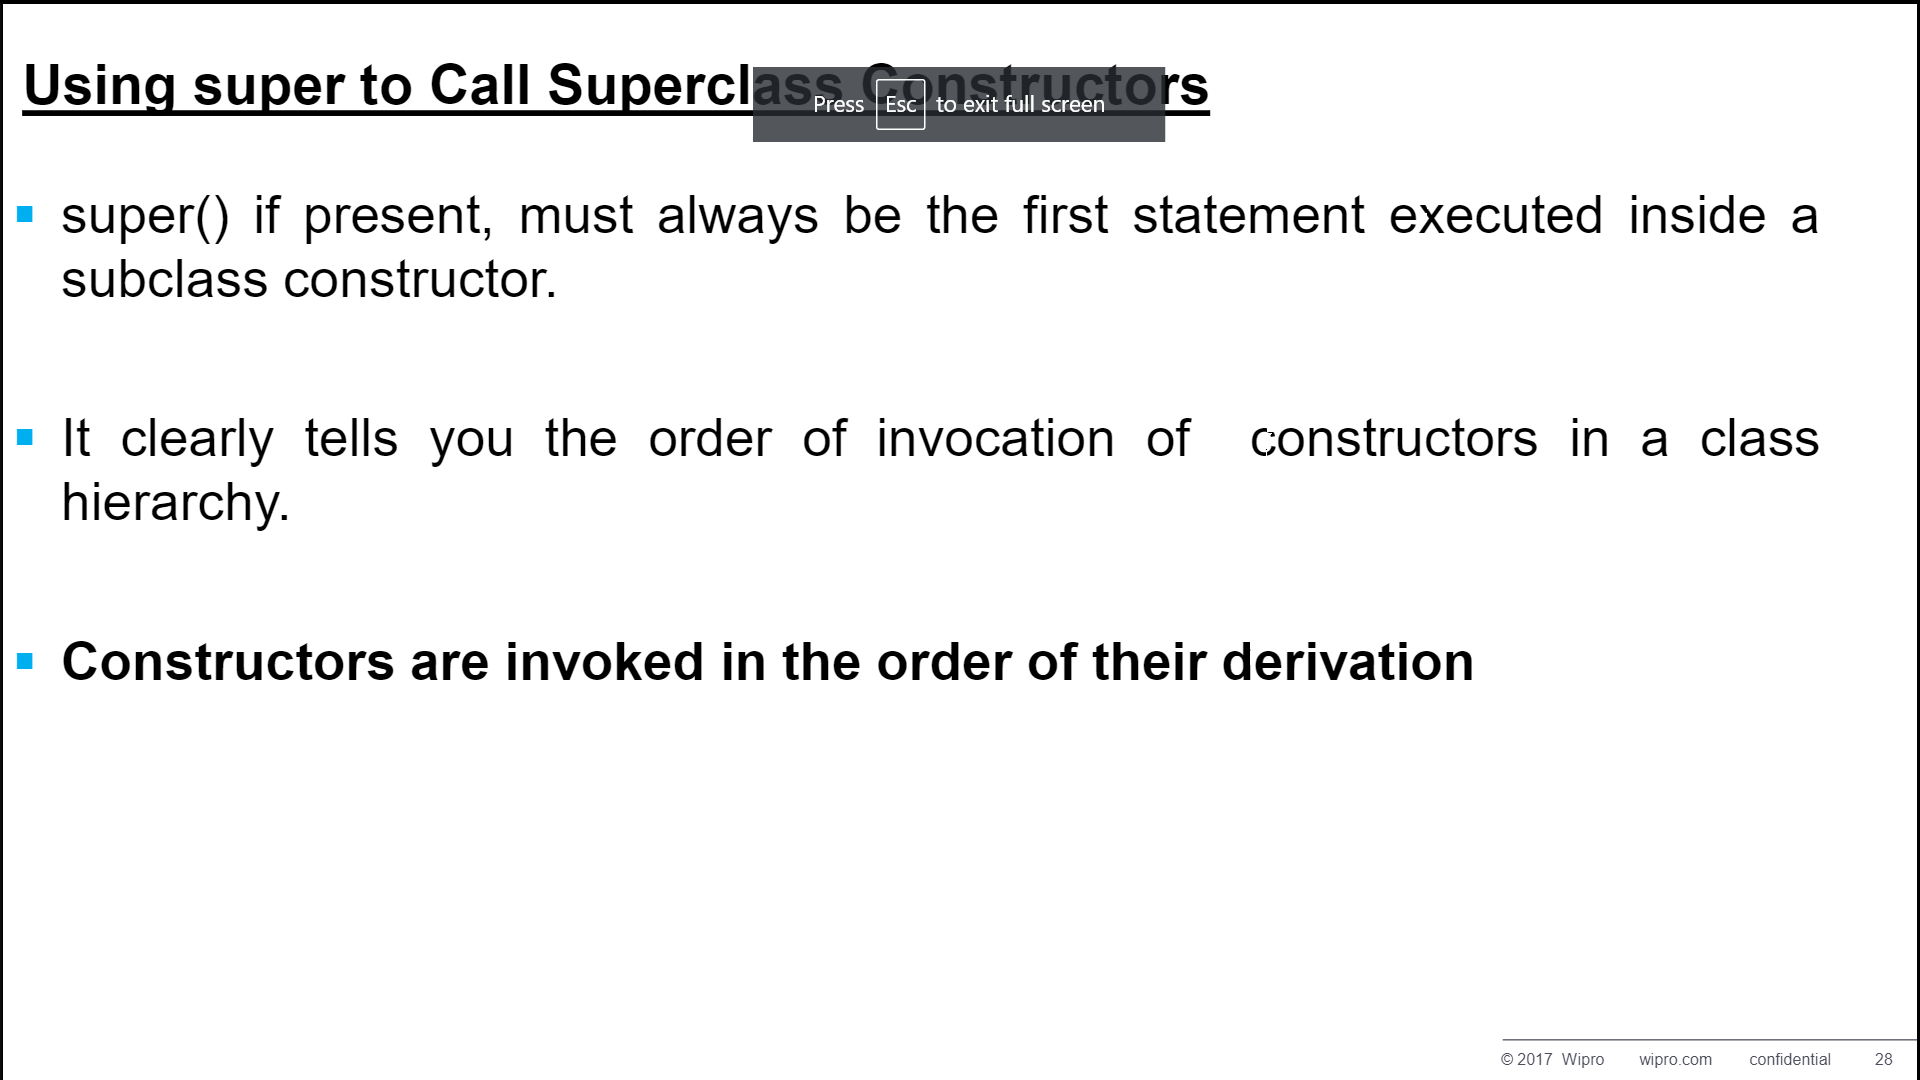 Using super to Call Superclass Constructors
Press Esc to exit full screen
super() if present, must always be the first statement executed inside a
subclass constructor.
It clearly tells you the order of invocation of constructors in a class
hierarchy.
Constructors are invoked in the order of their derivation
© 2017 Wipro wipro.com confidential 28